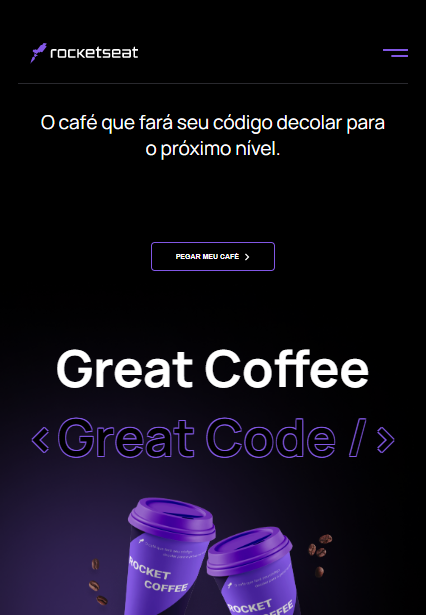 rocketseat
O café que fará seu código decolar para
o próximo nível.
PEGAR MEU CAFÉ
Great Coffee
< Great Code / >
ROCKET
COFFEE
ROCKET
COFFEE